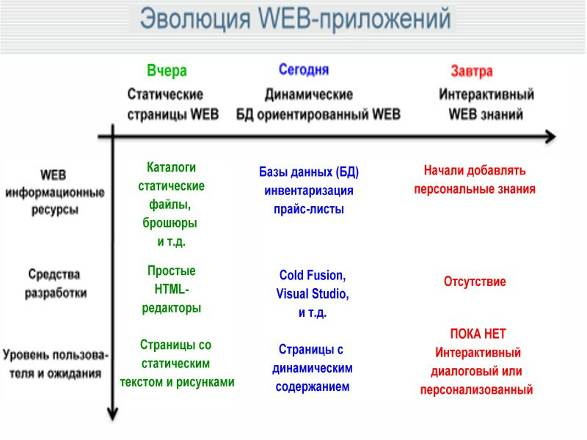 Эволюция WEB-приложений
Вчера
Сегодня
Завтра
Статические
страницы WEB
Динамические
БД ориентированный WEB
Интерактивный
WEB знаний
WEB
информационные
ресурсы
Каталоги
статические
файлы,
брошюры
и т.д.
Базы данных (БД)
инвентаризация
прайс-листы
Начали добавлять
персональные знания
Средства
разработки
Простые
HTML-
редакторы
Cold Fusion,
Visual Studio,
и т.д.
Отсутствие
Уровень пользова-
теля и ожидания
Страницы со
статическим
текстом и рисунками
Страницы с
динамическим
содержанием
ПОКА НЕТ
Интерактивный
диалоговый или
персонализованный